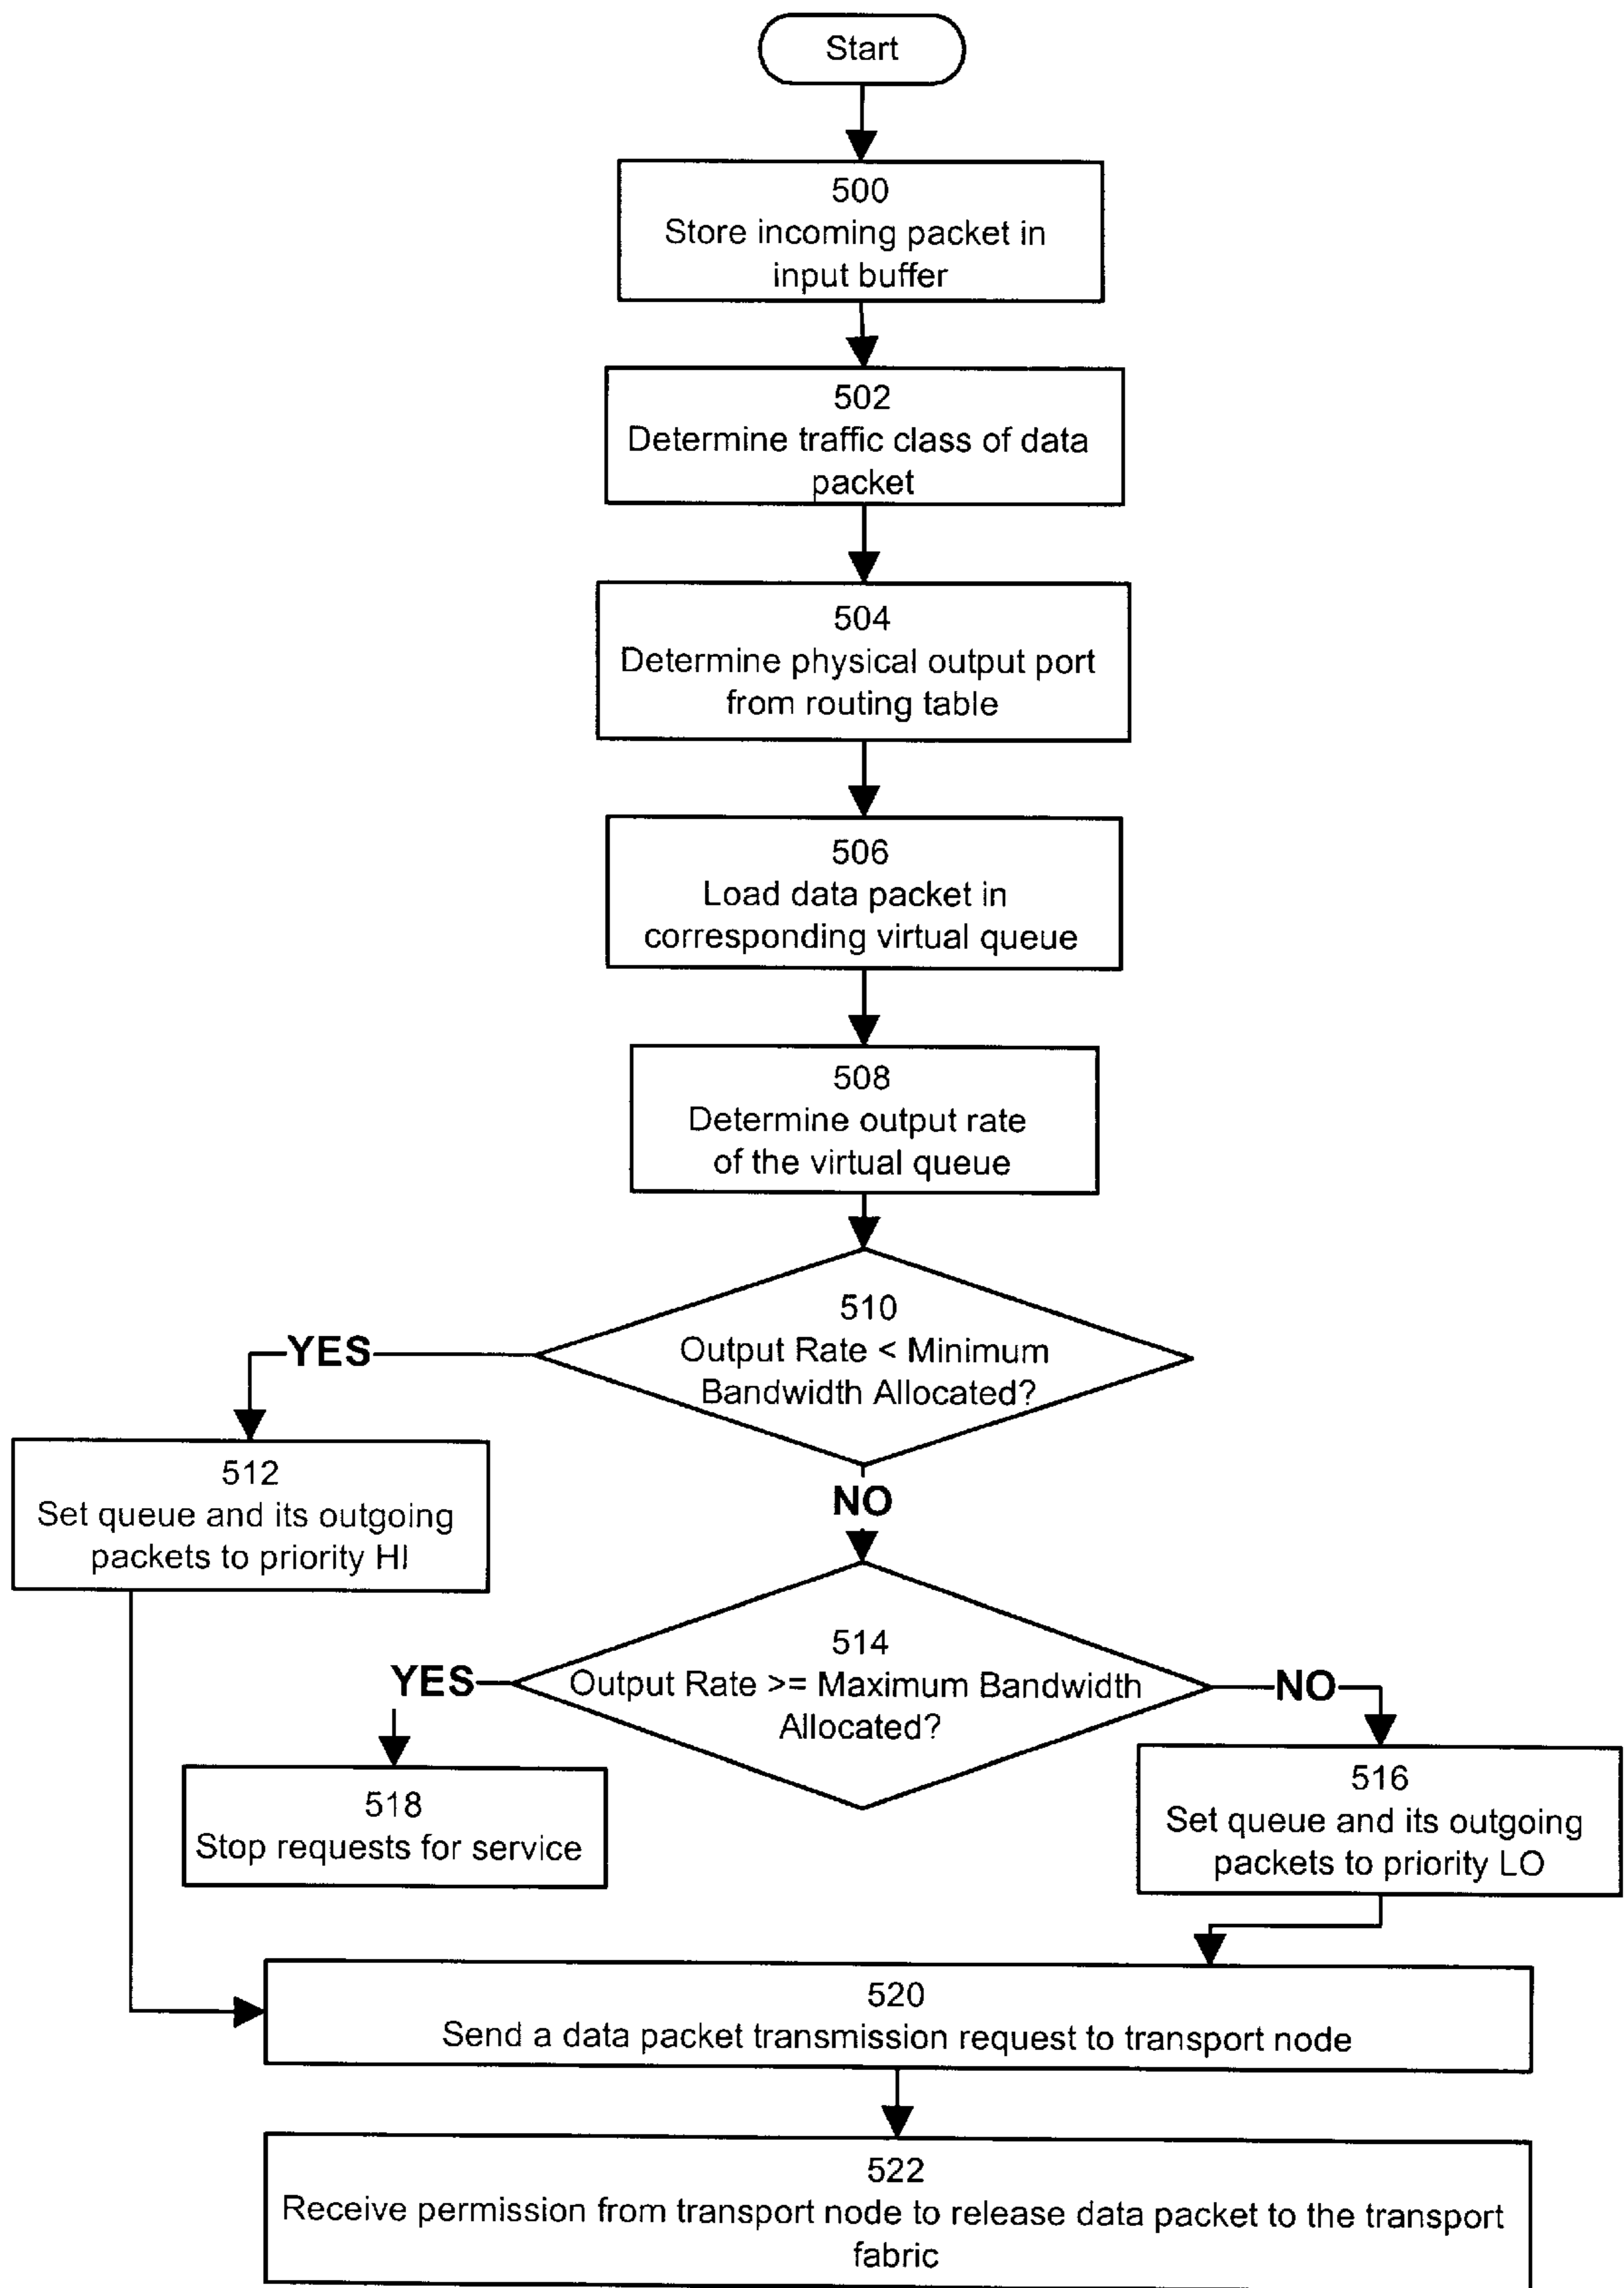 Start
500
Store incoming packet in
input buffer
502
Determine traffic class of data
packet
504
Determine physical output port
from routing table
506
Load data packet in
corresponding virtual queue
508
Determine output rate
of the virtual queue
510
Output Rate < Minimum
Bandwidth Allocated?
YES
512
Set queue and its outgoing
packets to priority HI
NO
514
Output Rate >= Maximum Bandwidth
Allocated?
YES
NO
518
Stop requests for service
516
Set queue and its outgoing
packets to priority LO
520
Send a data packet transmission request to transport node
522
Receive permission from transport node to release data packet to the transport
fabric